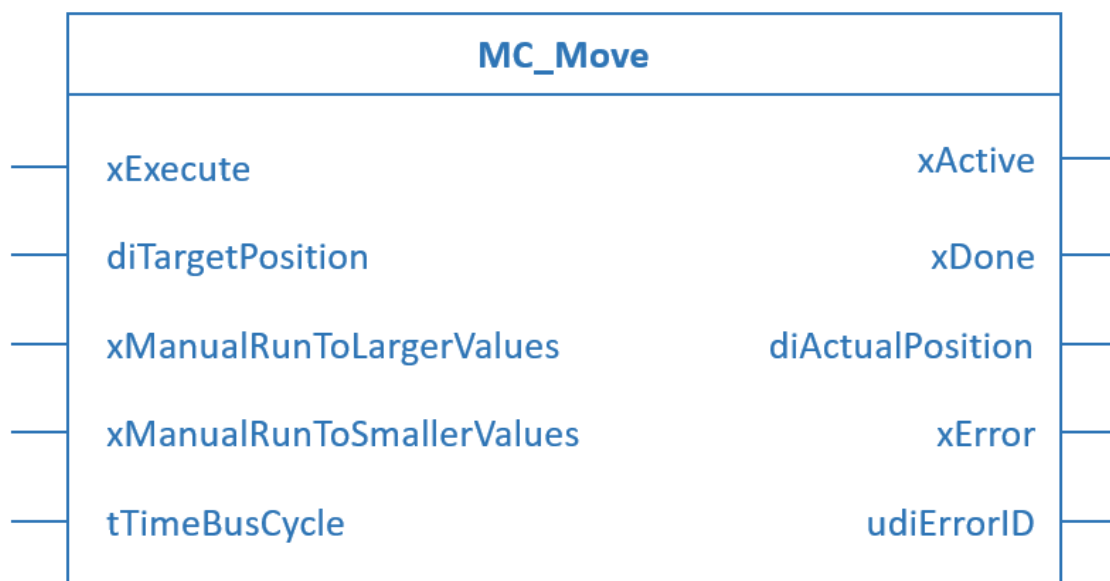 MC_Move
xExecute
xActive
diTargetPosition
xDone
xManualRunToLargerValues
diActualPosition
xManualRunToSmallerValues
xError
tTimeBusCycle
udiErrorID